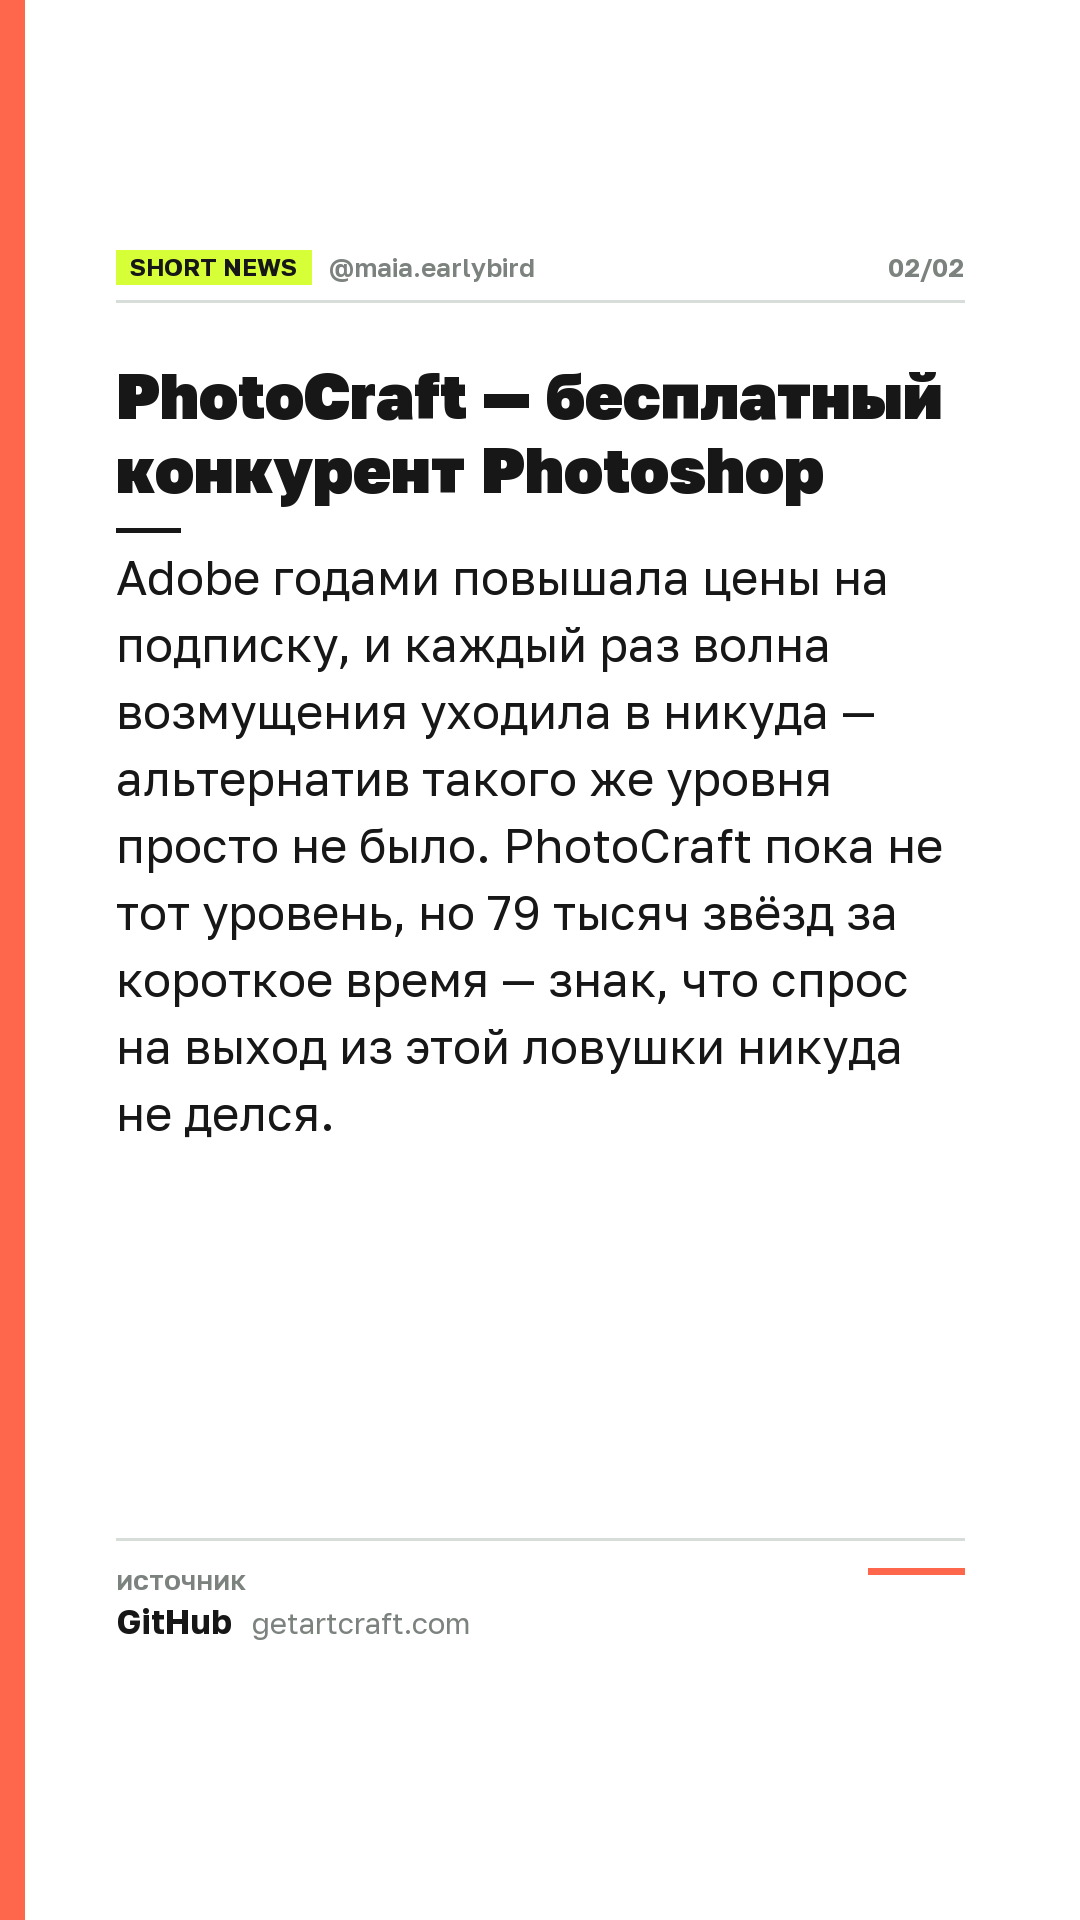 SHORT NEWS @maia.earlybird 02/02
PhotoCraft — бесплатный
конкурент Photoshop
Adobe годами повышала цены на
подписку, и каждый раз волна
возмущения уходила в никуда —
альтернатив такого же уровня
просто не было. PhotoCraft пока не
тот уровень, но 79 тысяч звёзд за
короткое время — знак, что спрос
на выход из этой ловушки никуда
не делся.
источник
GitHub getartcraft.com